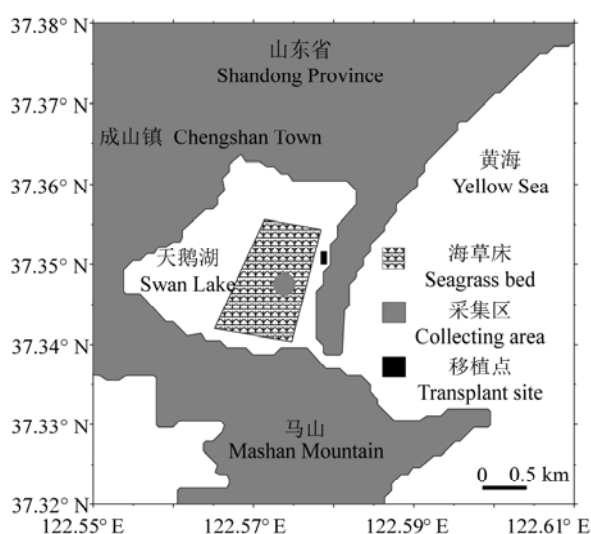 37.38° N
山东省
Shandong Province
37.37° N
成山镇 Chengshan Town
黄海
37.36° N
Yellow Sea
天鹅湖
海草床
37.35° N
Swan Lake
Seagrass bed
采集区
Collecting area
37.34° N
移植点
Transplant site
37.33° N
马山
Mashan Mountain
0 0.5 km
37.32° N
122.55° E 122.57° E 122.59° E 122.61° E